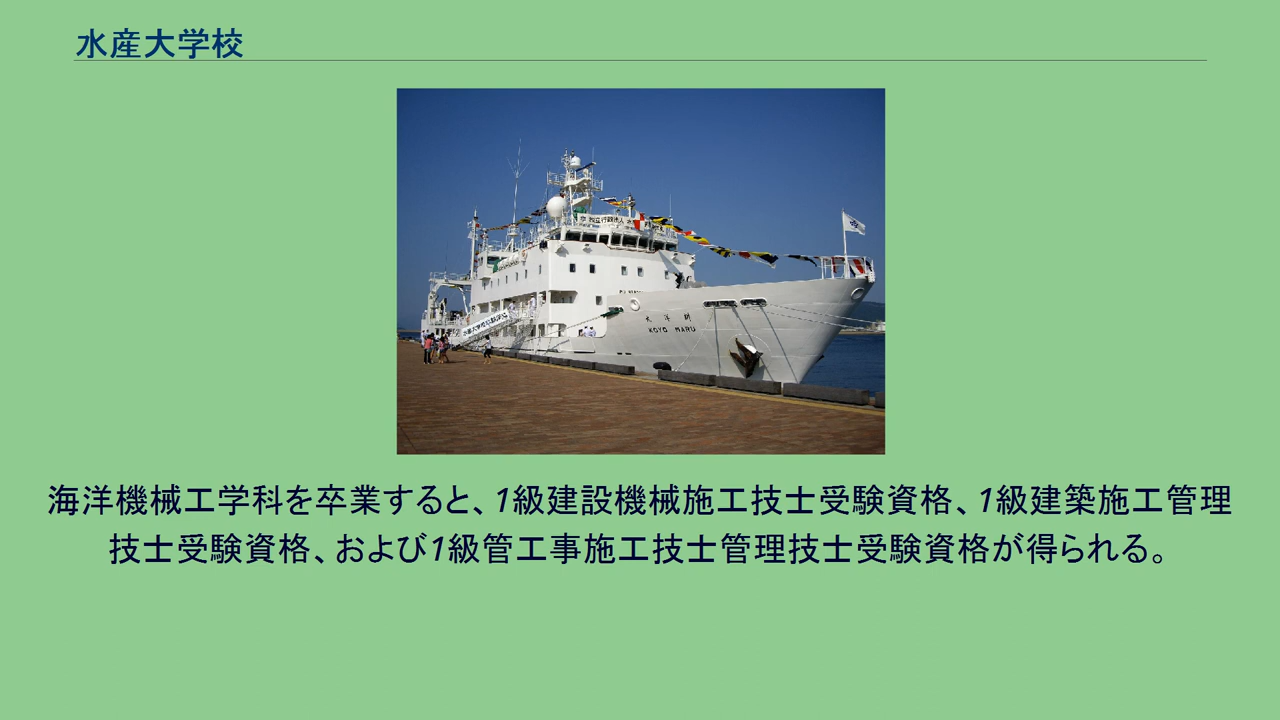 水産大学校
KOYO MARU
海洋機械工学科を卒業すると、1級建設機械施工技士受験資格、1級建築施工管理
技士受験資格、および1級管工事施工技士管理技士受験資格が得られる。